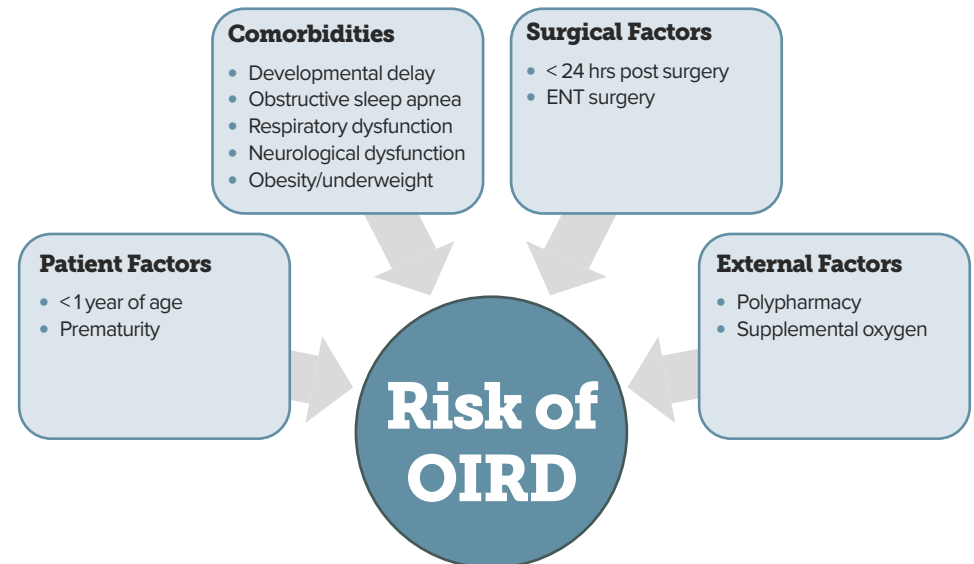 Comorbidities
• Developmental delay
• Obstructive sleep apnea
• Respiratory dysfunction
• Neurological dysfunction
• Obesity/underweight
Surgical Factors
• < 24 hrs post surgery
• ENT surgery
Patient Factors
• < 1 year of age
• Prematurity
External Factors
• Polypharmacy
• Supplemental oxygen
Risk of
OIRD